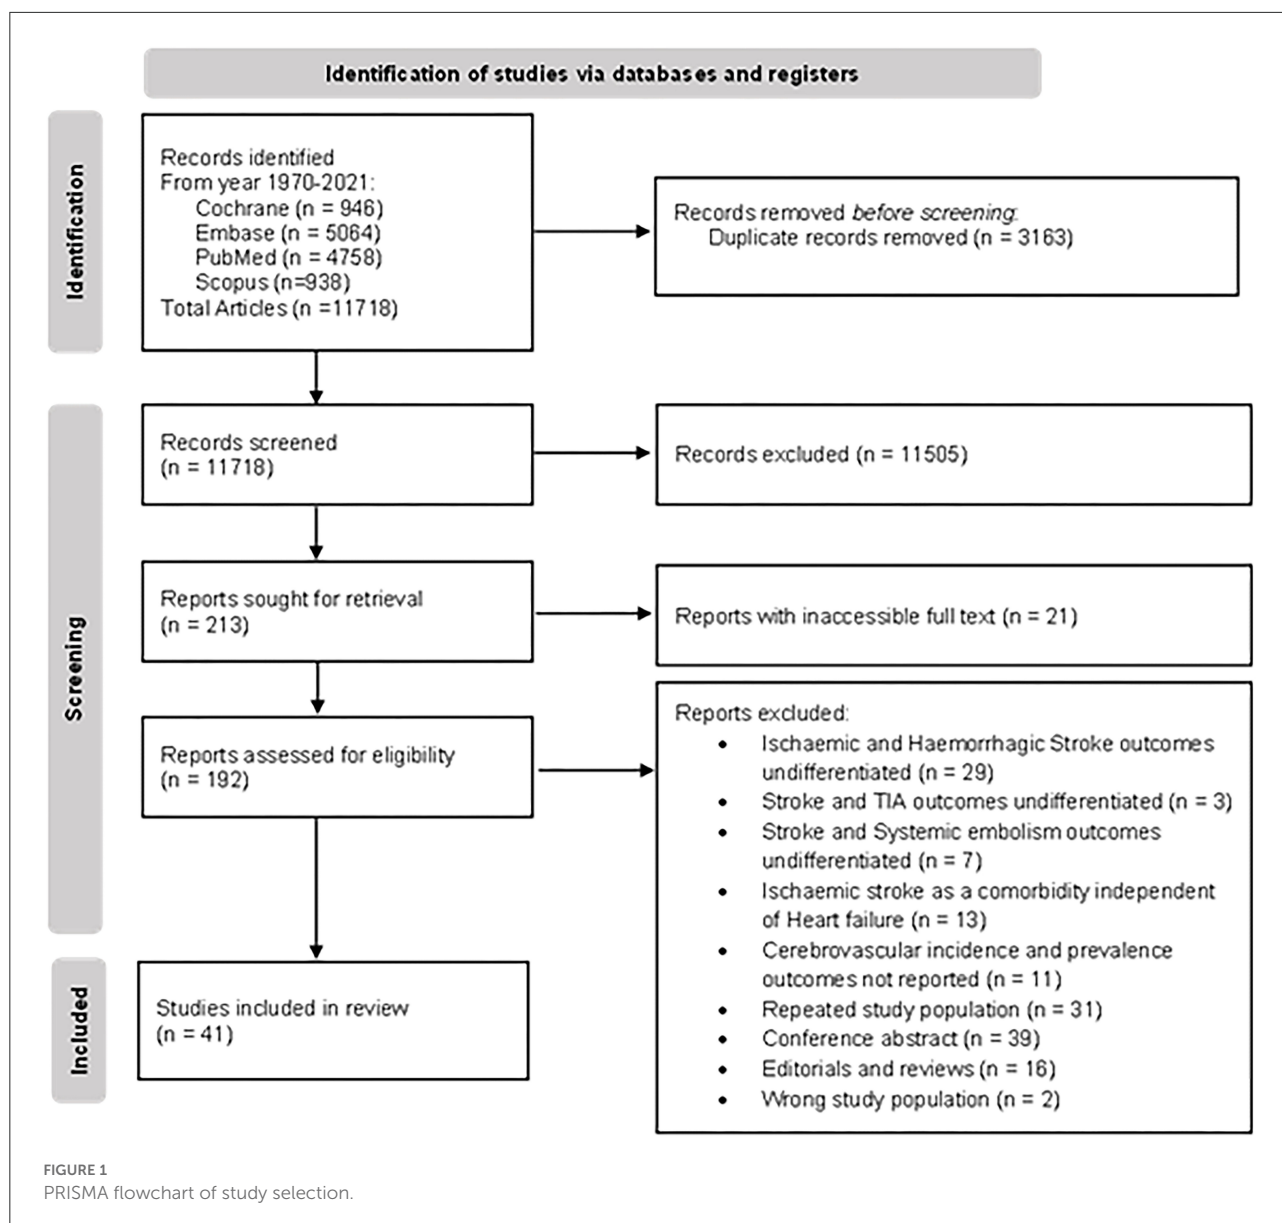 Identification of studies via databases and registers
Identification
Records identified
From year 1970-2021:
Cochrane (n = 946)
Embase (n = 5064)
PubMed (n = 4758)
Scopus (n=938)
Total Articles (n =11718)
Records removed before screening:
Duplicate records removed (n = 3163)
Screening
Records screened
(n = 11718)
Records excluded (n = 11505)
Reports sought for retrieval
(n = 213)
Reports with inaccessible full text (n = 21)
Reports assessed for eligibility
(n = 192)
Reports excluded:
• Ischaemic and Haemorrhagic Stroke outcomes
undifferentiated (n = 29)
• Stroke and TIA outcomes undifferentiated (n = 3)
• Stroke and Systemic embolism outcomes
undifferentiated (n = 7)
• Ischaemic stroke as a comorbidity independent
of Heart failure (n = 13)
• Cerebrovascular incidence and prevalence
outcomes not reported (n = 11)
• Repeated study population (n = 31)
• Conference abstract (n = 39)
• Editorials and reviews (n = 16)
• Wrong study population (n = 2)
Included
Studies included in review
(n = 41)
FIGURE 1
PRISMA flowchart of study selection.